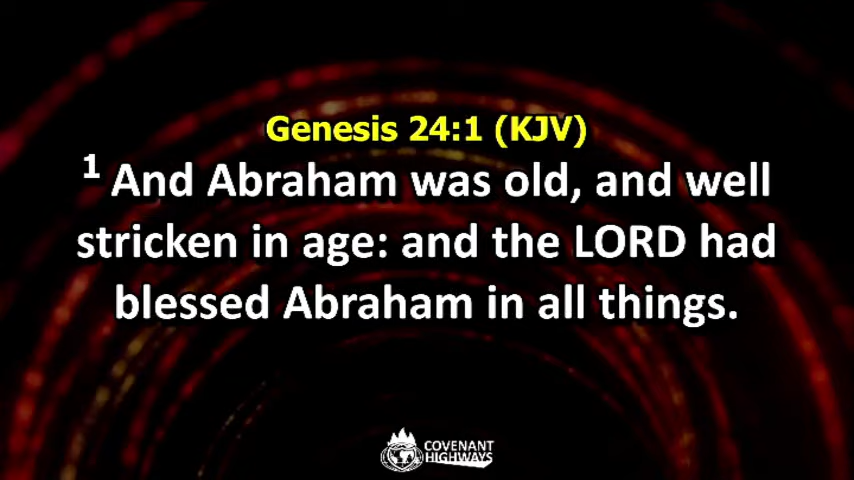 Genesis 24:1 (KJV)
1 And Abraham was old, and well
stricken in age: and the LORD had
blessed Abraham in all things.
COVENANT
HIGHWAYS